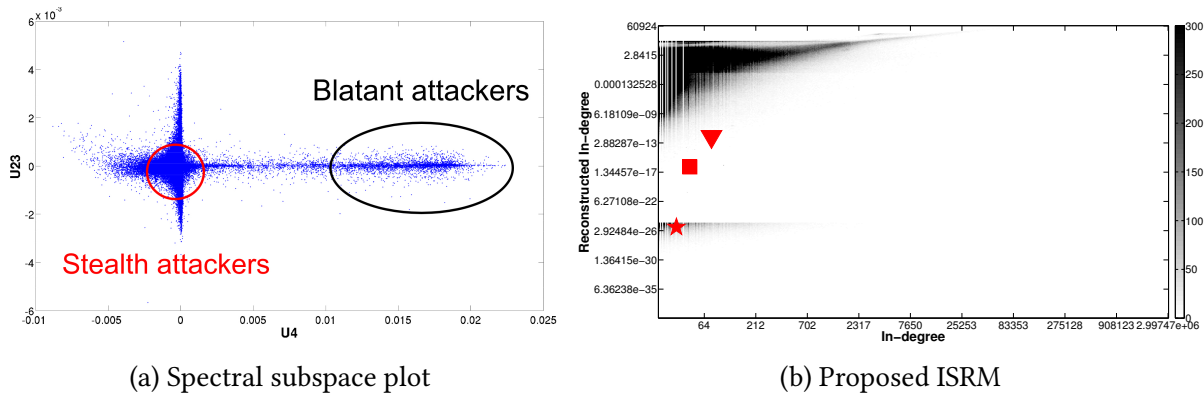 6 x 10⁻³
4
2
0
-2
-4
-6
U23
Blatant attackers
Stealth attackers
-0.01 -0.005 0 0.005 0.01 0.015 0.02 0.025
U4
(a) Spectral subspace plot
60924
2.8415
0.000132528
6.18109e-09
2.88287e-13
1.34457e-17
6.27108e-22
2.92484e-26
1.36415e-30
6.36238e-35
Reconstructed In-degree
64 212 702 2317 7650 25253 83353 275128 908123 2.99747e+06
In-degree
300
250
200
150
100
50
0
(b) Proposed ISRM